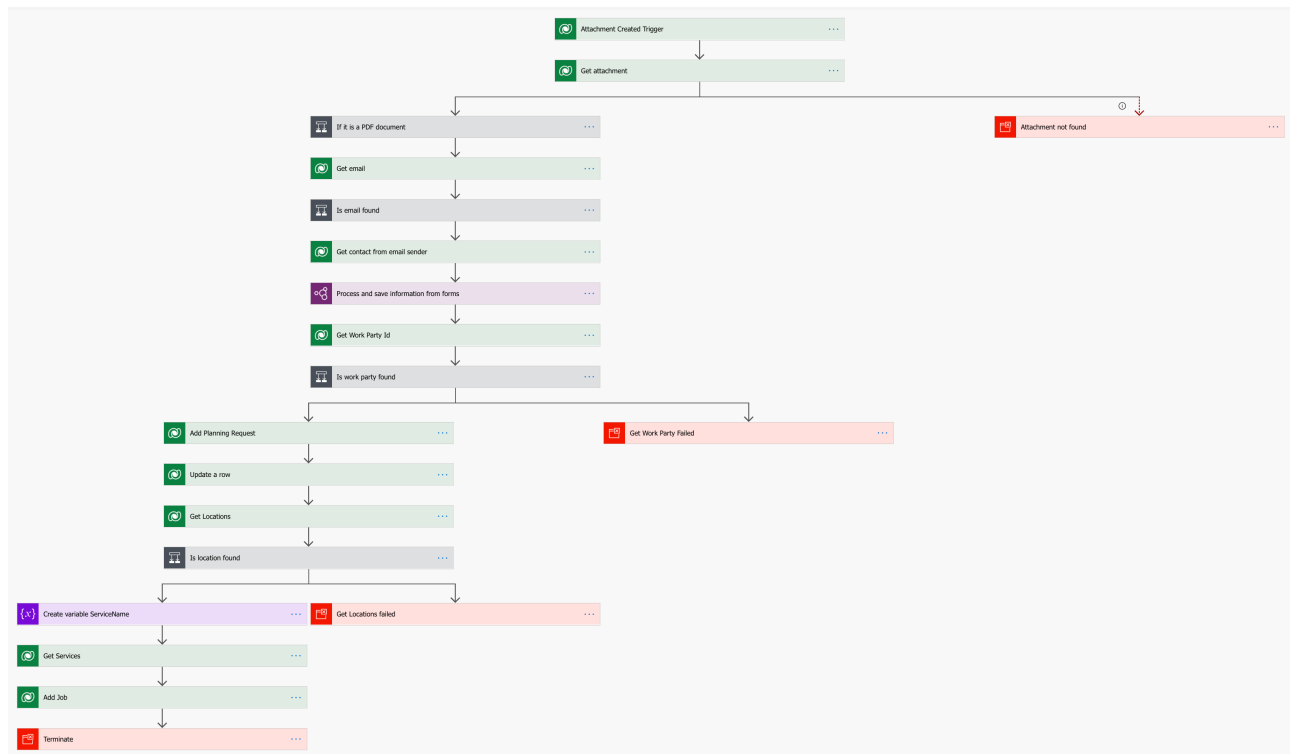 Attachment Created Trigger
Get attachment
If it is a PDF document
Attachment not found
Get email
Is email found
Get contact from email sender
Process and save information from forms
Get Work Party Id
Is work party found
Add Planning Request
Get Work Party Failed
Update a row
Get Locations
Is location found
{x} Create variable ServiceName
Get Locations failed
Get Services
Add Job
Terminate